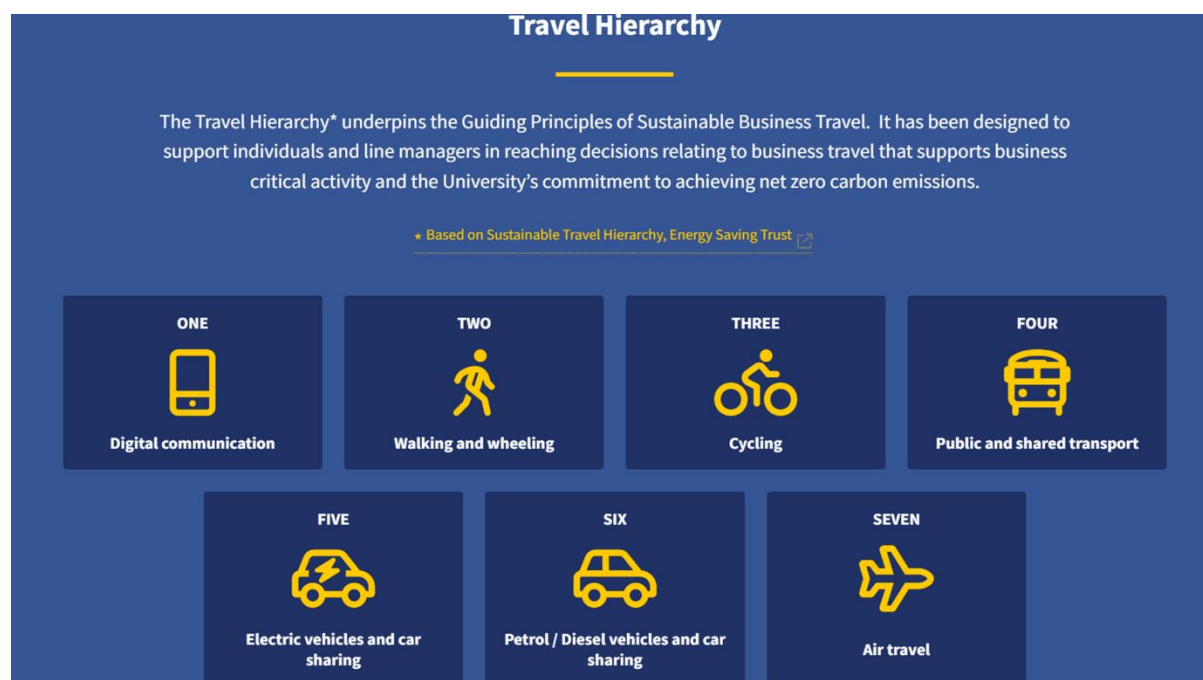 Travel Hierarchy
The Travel Hierarchy* underpins the Guiding Principles of Sustainable Business Travel. It has been designed to
support individuals and line managers in reaching decisions relating to business travel that supports business
critical activity and the University’s commitment to achieving net zero carbon emissions.
* Based on Sustainable Travel Hierarchy, Energy Saving Trust
ONE
Digital communication
TWO
Walking and wheeling
THREE
Cycling
FOUR
Public and shared transport
FIVE
Electric vehicles and car
sharing
SIX
Petrol / Diesel vehicles and car
sharing
SEVEN
Air travel